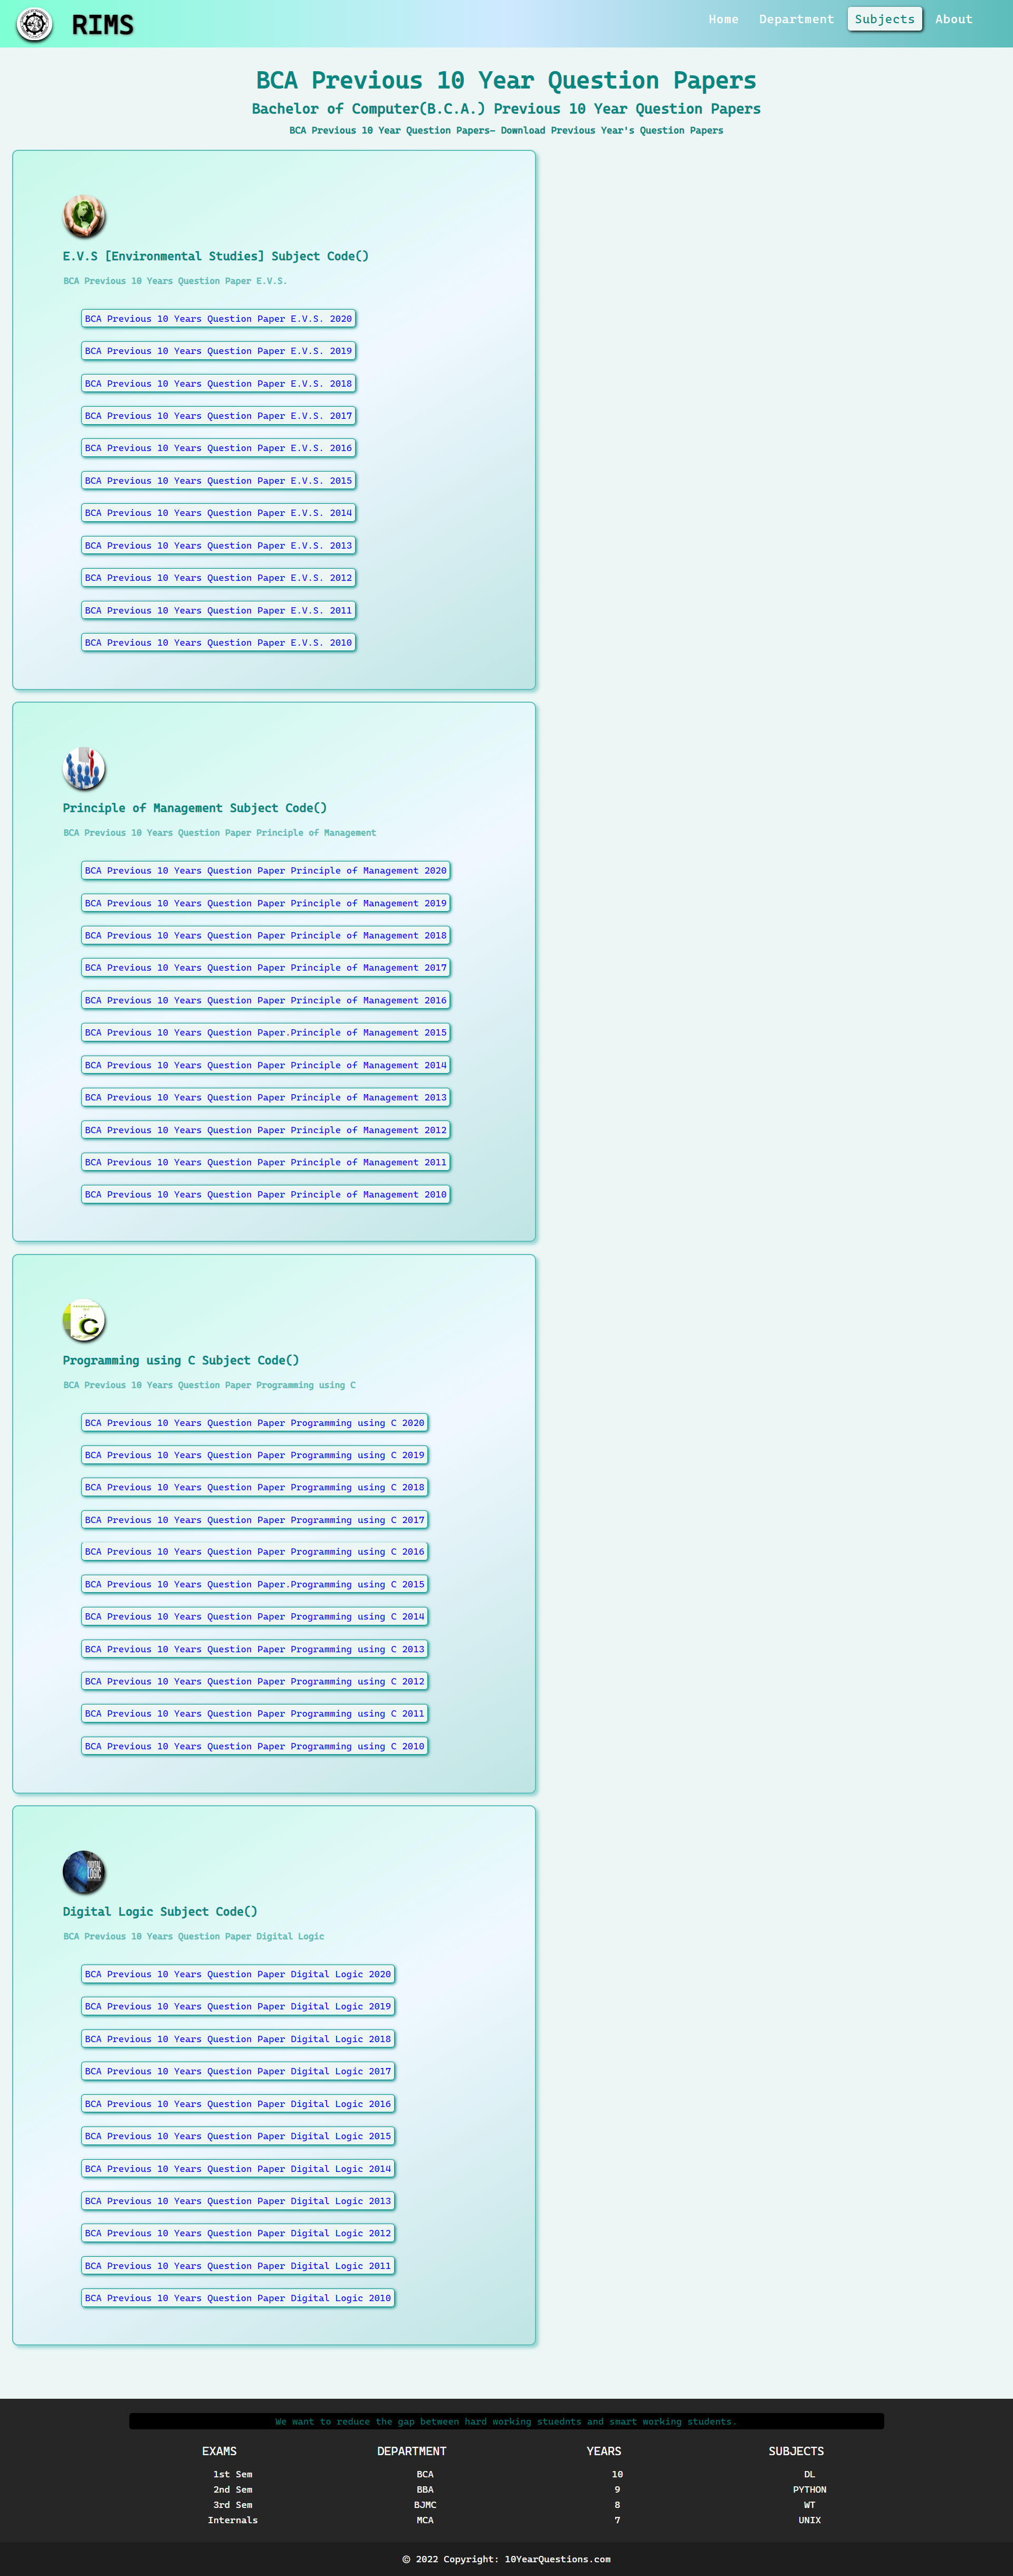 RIMS
Home Department Subjects About
BCA Previous 10 Year Question Papers
Bachelor of Computer(B.C.A.) Previous 10 Year Question Papers
BCA Previous 10 Year Question Papers– Download Previous Year's Question Papers
E.V.S [Environmental Studies] Subject Code()
BCA Previous 10 Years Question Paper E.V.S.
BCA Previous 10 Years Question Paper E.V.S. 2020
BCA Previous 10 Years Question Paper E.V.S. 2019
BCA Previous 10 Years Question Paper E.V.S. 2018
BCA Previous 10 Years Question Paper E.V.S. 2017
BCA Previous 10 Years Question Paper E.V.S. 2016
BCA Previous 10 Years Question Paper E.V.S. 2015
BCA Previous 10 Years Question Paper E.V.S. 2014
BCA Previous 10 Years Question Paper E.V.S. 2013
BCA Previous 10 Years Question Paper E.V.S. 2012
BCA Previous 10 Years Question Paper E.V.S. 2011
BCA Previous 10 Years Question Paper E.V.S. 2010
Principle of Management Subject Code()
BCA Previous 10 Years Question Paper Principle of Management
BCA Previous 10 Years Question Paper Principle of Management 2020
BCA Previous 10 Years Question Paper Principle of Management 2019
BCA Previous 10 Years Question Paper Principle of Management 2018
BCA Previous 10 Years Question Paper Principle of Management 2017
BCA Previous 10 Years Question Paper Principle of Management 2016
BCA Previous 10 Years Question Paper.Principle of Management 2015
BCA Previous 10 Years Question Paper Principle of Management 2014
BCA Previous 10 Years Question Paper Principle of Management 2013
BCA Previous 10 Years Question Paper Principle of Management 2012
BCA Previous 10 Years Question Paper Principle of Management 2011
BCA Previous 10 Years Question Paper Principle of Management 2010
C
Programming using C Subject Code()
BCA Previous 10 Years Question Paper Programming using C
BCA Previous 10 Years Question Paper Programming using C 2020
BCA Previous 10 Years Question Paper Programming using C 2019
BCA Previous 10 Years Question Paper Programming using C 2018
BCA Previous 10 Years Question Paper Programming using C 2017
BCA Previous 10 Years Question Paper Programming using C 2016
BCA Previous 10 Years Question Paper.Programming using C 2015
BCA Previous 10 Years Question Paper Programming using C 2014
BCA Previous 10 Years Question Paper Programming using C 2013
BCA Previous 10 Years Question Paper Programming using C 2012
BCA Previous 10 Years Question Paper Programming using C 2011
BCA Previous 10 Years Question Paper Programming using C 2010
DIGITAL
LOGIC
Digital Logic Subject Code()
BCA Previous 10 Years Question Paper Digital Logic
BCA Previous 10 Years Question Paper Digital Logic 2020
BCA Previous 10 Years Question Paper Digital Logic 2019
BCA Previous 10 Years Question Paper Digital Logic 2018
BCA Previous 10 Years Question Paper Digital Logic 2017
BCA Previous 10 Years Question Paper Digital Logic 2016
BCA Previous 10 Years Question Paper Digital Logic 2015
BCA Previous 10 Years Question Paper Digital Logic 2014
BCA Previous 10 Years Question Paper Digital Logic 2013
BCA Previous 10 Years Question Paper Digital Logic 2012
BCA Previous 10 Years Question Paper Digital Logic 2011
BCA Previous 10 Years Question Paper Digital Logic 2010
We want to reduce the gap between hard working stuednts and smart working students.
EXAMS DEPARTMENT YEARS SUBJECTS
1st Sem BCA 10 DL
2nd Sem BBA 9 PYTHON
3rd Sem BJMC 8 WT
Internals MCA 7 UNIX
© 2022 Copyright: 10YearQuestions.com